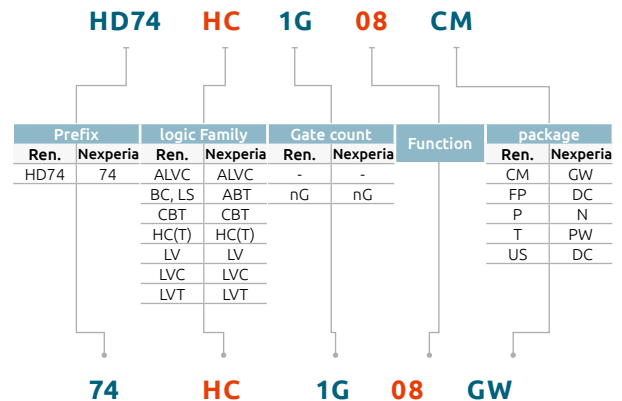 HD74 HC 1G 08 CM
Prefix logic Family Gate count Function package
Ren. Nexperia Ren. Nexperia Ren. Nexperia Ren. Nexperia
HD74 74 ALVC ALVC - - CM GW
BC, LS ABT nG nG FP DC
CBT CBT P N
HC(T) HC(T) T PW
LV LV US DC
LVC LVC
LVT LVT
74 HC 1G 08 GW